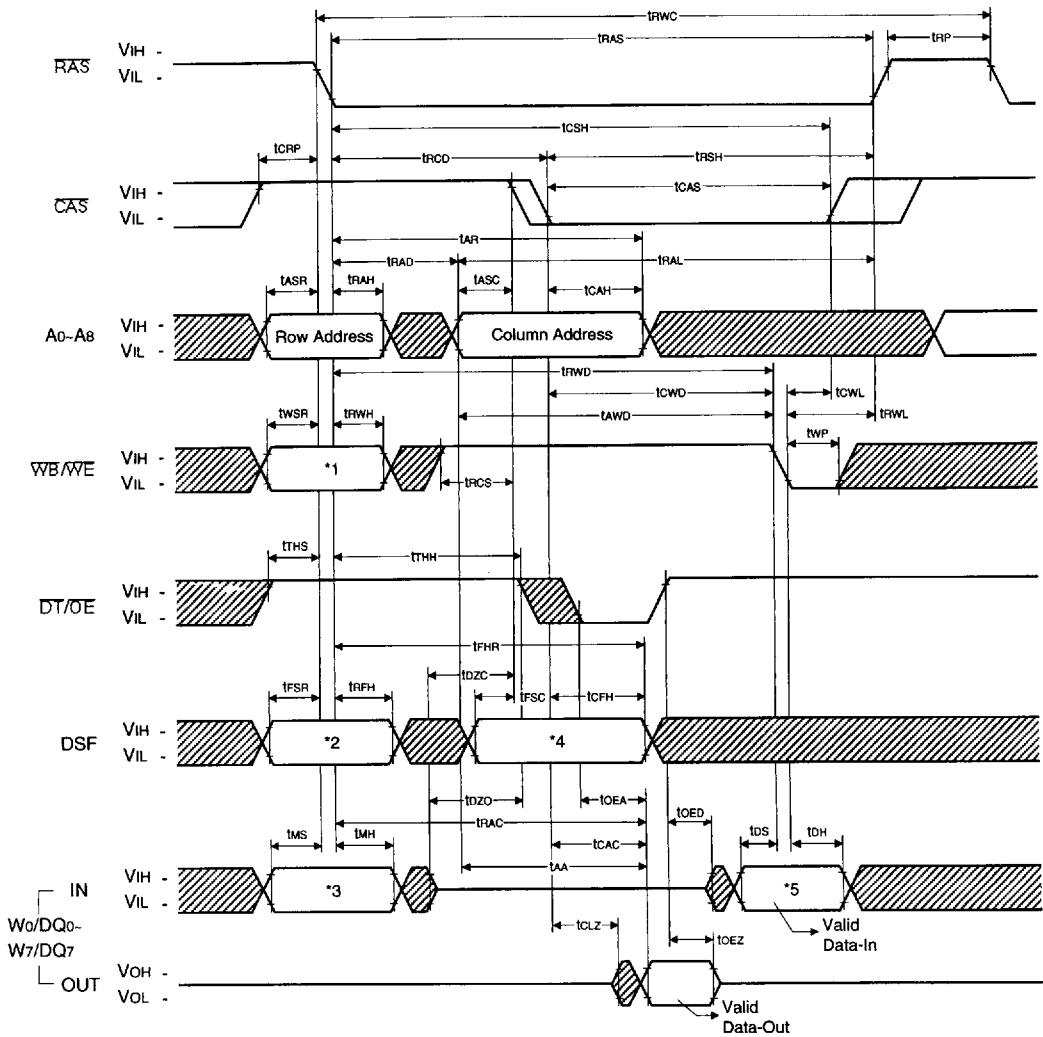 tRWC
tRAS
tRP
RAS
VIH -
VIL -
tCSH
tCRP
tRCD
tRSH
tCAS
CAS
VIH -
VIL -
tAR
tRAD
tRAL
tASR
tRAH
tASC
tCAH
A0~A8
VIH -
VIL -
Row Address
Column Address
tRWD
tCWD
tCWL
tAWD
tRWL
tWSR
tRWH
tWP
WB/WE
VIH -
VIL -
*1
tRCS
tTHS
tTHH
DT/OE
VIH -
VIL -
tFHR
tDZC
tFSR
tRFH
tFSC
tCFH
DSF
VIH -
VIL -
*2
*4
tDZO
tOEA
tRAC
tOED
tMS
tMH
tCAC
tDS
tDH
tAA
IN
VIH -
VIL -
*3
*5
W0/DQ0~
W7/DQ7
tCLZ
tOEZ
Valid
Data-In
OUT
VOH -
VOL -
Valid
Data-Out